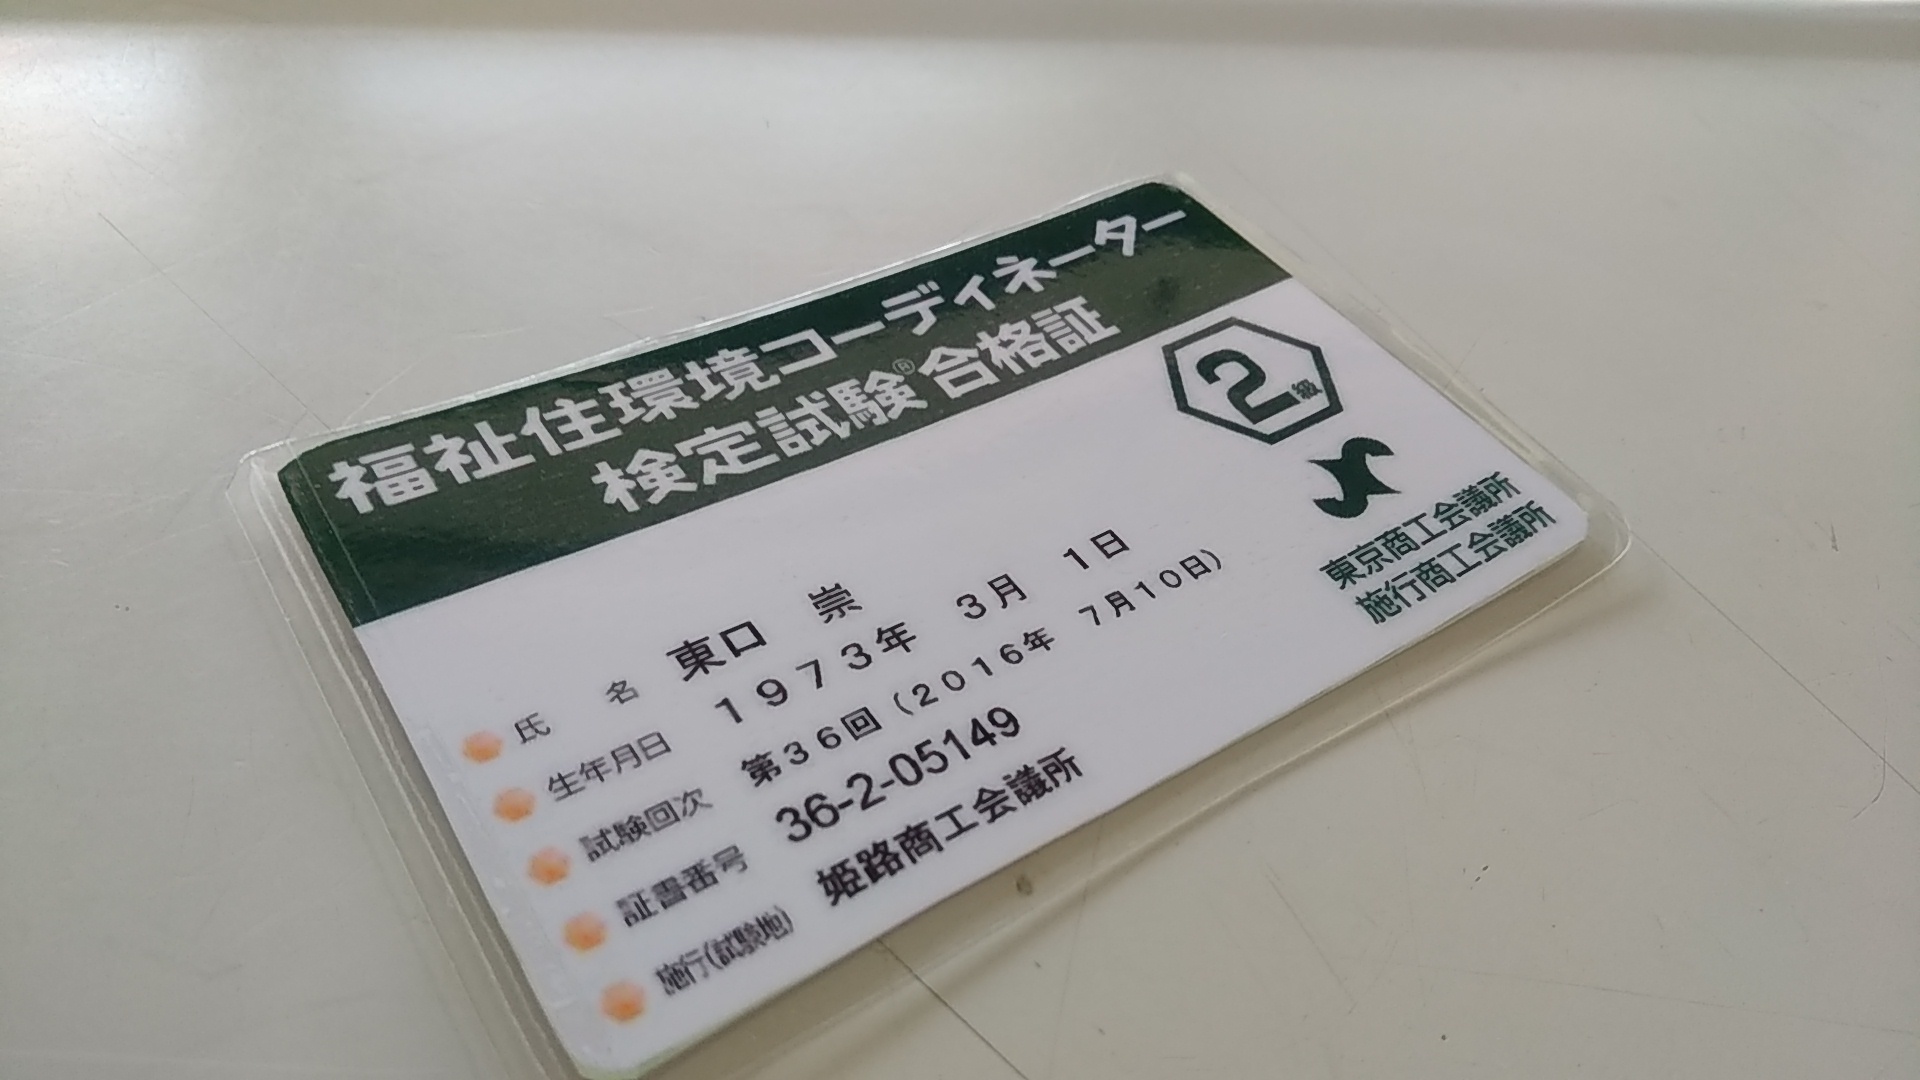 福祉住環境コーディネーター
検定試験®合格証
2級
東京商工会議所
施行商工会議所
氏　名　東口　崇
生年月日　１９７３年　３月　１日
試験回次　第３６回（２０１６年　７月１０日）
証書番号　36-2-05149
施行(試験地)　姫路商工会議所